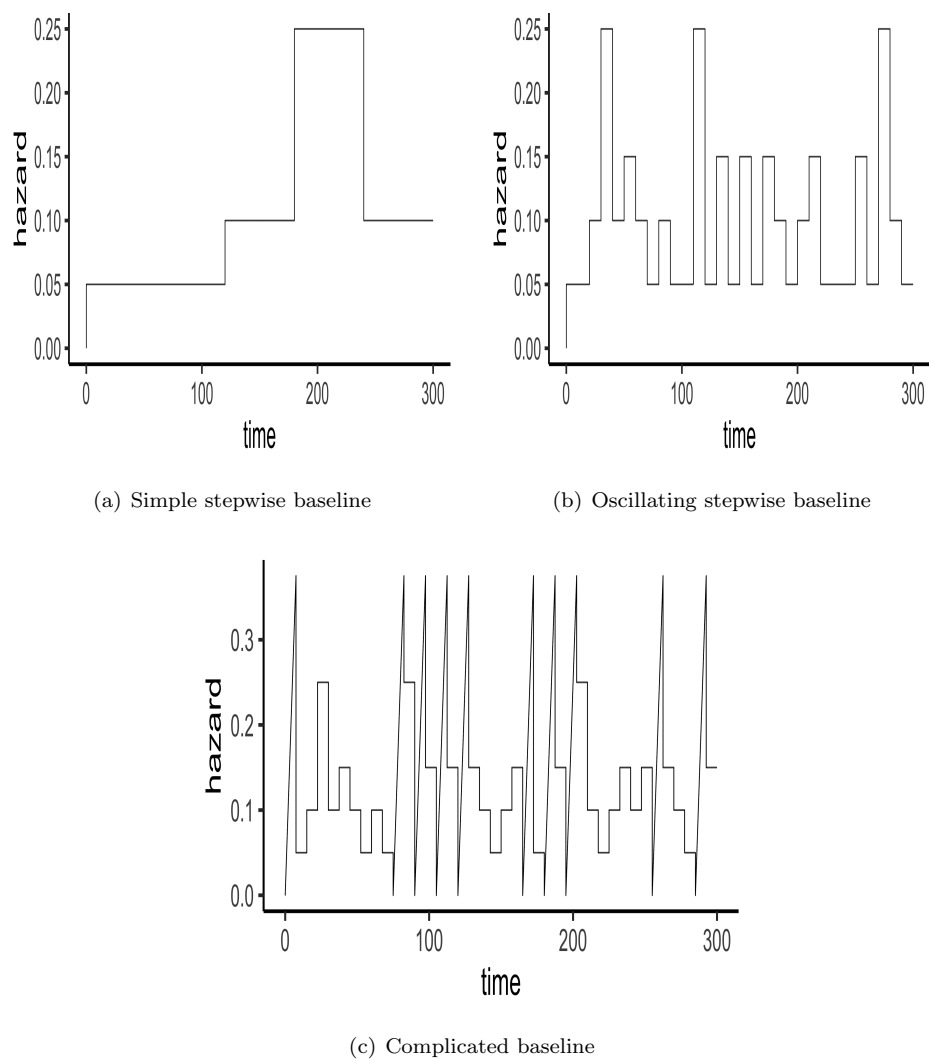 0.25
0.20
0.15
0.10
0.05
0.00
hazard
0 100 200 300
time
(a) Simple stepwise baseline
0.25
0.20
0.15
0.10
0.05
0.00
hazard
0 100 200 300
time
(b) Oscillating stepwise baseline
0.3
0.2
0.1
0.0
hazard
0 100 200 300
time
(c) Complicated baseline